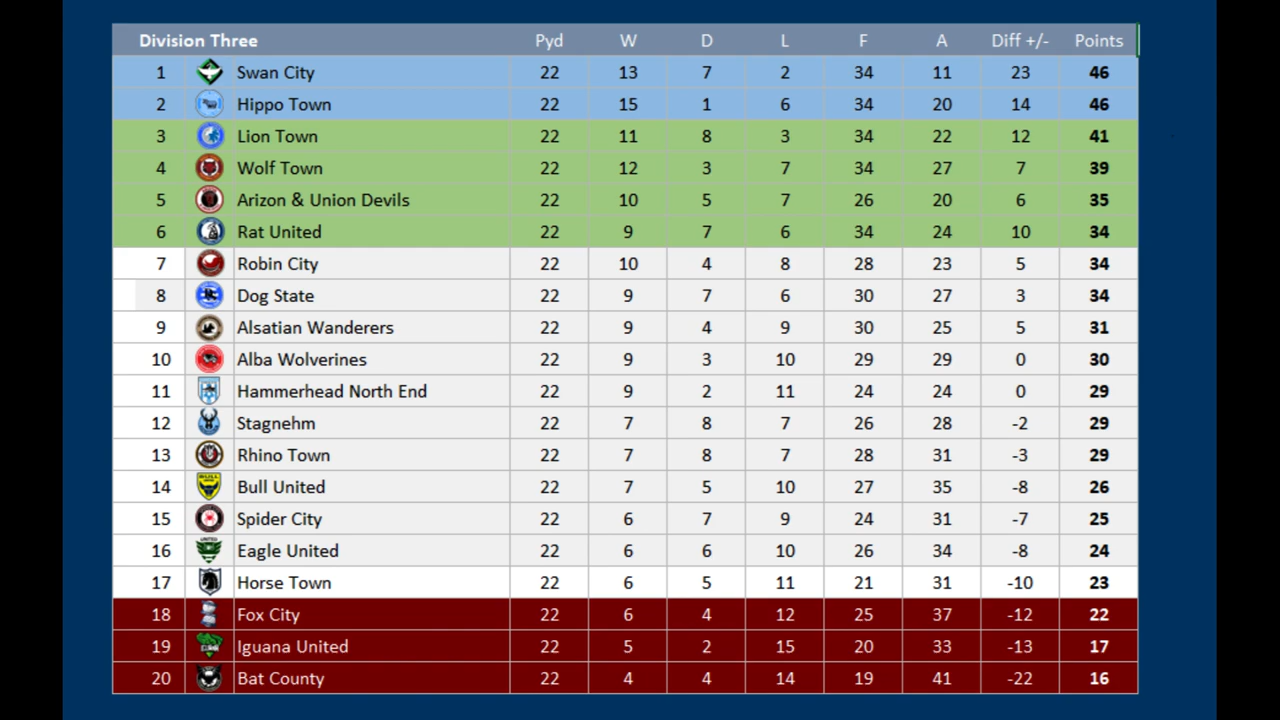 Division Three Pyd W D L F A Diff +/- Points
1 Swan City 22 13 7 2 34 11 23 46
2 Hippo Town 22 15 1 6 34 20 14 46
3 Lion Town 22 11 8 3 34 22 12 41
4 Wolf Town 22 12 3 7 34 27 7 39
5 Arizon & Union Devils 22 10 5 7 26 20 6 35
6 Rat United 22 9 7 6 34 24 10 34
7 Robin City 22 10 4 8 28 23 5 34
8 Dog State 22 9 7 6 30 27 3 34
9 Alsatian Wanderers 22 9 4 9 30 25 5 31
10 Alba Wolverines 22 9 3 10 29 29 0 30
11 Hammerhead North End 22 9 2 11 24 24 0 29
12 Stagnehm 22 7 8 7 26 28 -2 29
13 Rhino Town 22 7 8 7 28 31 -3 29
14 Bull United 22 7 5 10 27 35 -8 26
15 Spider City 22 6 7 9 24 31 -7 25
16 Eagle United 22 6 6 10 26 34 -8 24
17 Horse Town 22 6 5 11 21 31 -10 23
18 Fox City 22 6 4 12 25 37 -12 22
19 Iguana United 22 5 2 15 20 33 -13 17
20 Bat County 22 4 4 14 19 41 -22 16